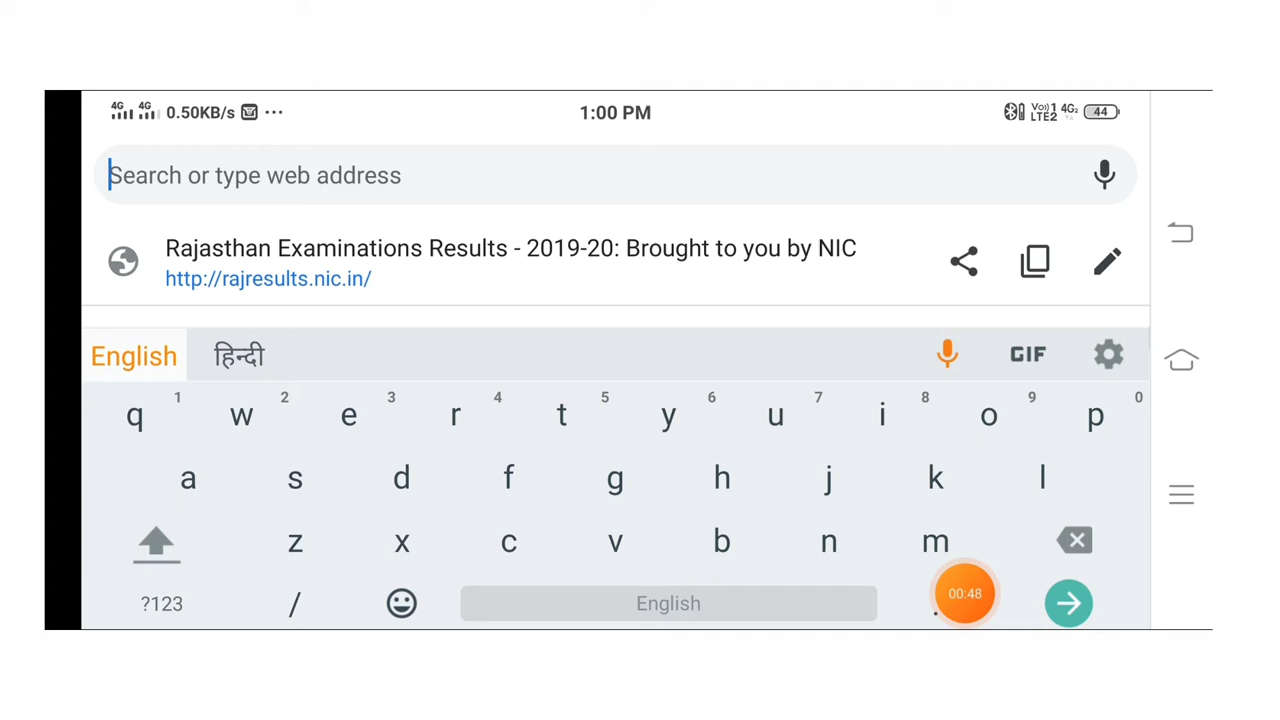 4G 4G 0.50KB/s ... 1:00 PM Vo))1 LTE2 4G2 44
Search or type web address
Rajasthan Examinations Results - 2019-20: Brought to you by NIC
http://rajresults.nic.in/
English हिन्दी GIF
1 2 3 4 5 6 7 8 9 0
q w e r t y u i o p
a s d f g h j k l
z x c v b n m
?123 / English . 00:48